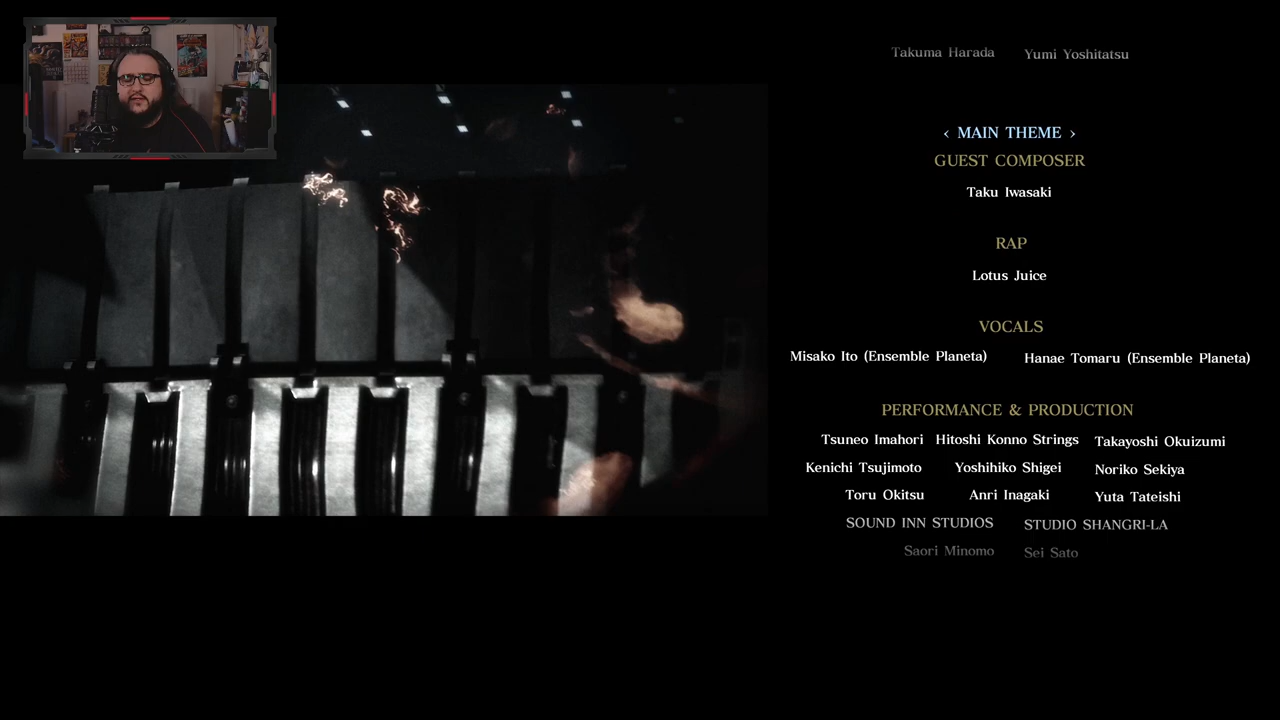 Takuma Harada Yumi Yoshitatsu
‹ MAIN THEME ›
GUEST COMPOSER
Taku Iwasaki
RAP
Lotus Juice
VOCALS
Misako Ito (Ensemble Planeta) Hanae Tomaru (Ensemble Planeta)
PERFORMANCE & PRODUCTION
Tsuneo Imahori Hitoshi Konno Strings Takayoshi Okuizumi
Kenichi Tsujimoto Yoshihiko Shigei Noriko Sekiya
Toru Okitsu Anri Inagaki Yuta Tateishi
SOUND INN STUDIOS STUDIO SHANGRI-LA
Saori Minomo Sei Sato